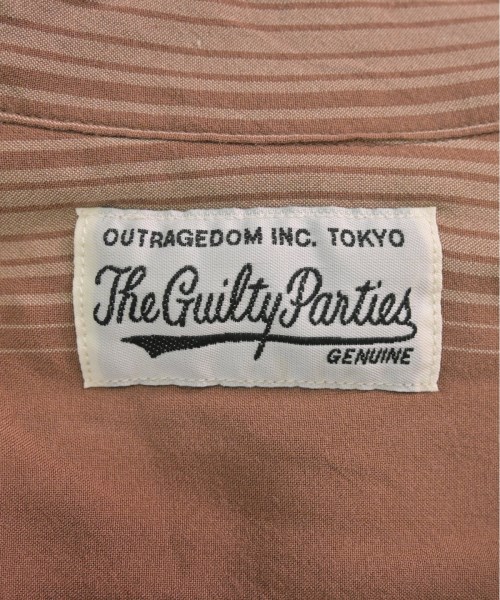 OUTRAGEDOM INC. TOKYO
The Guilty Parties
GENUINE